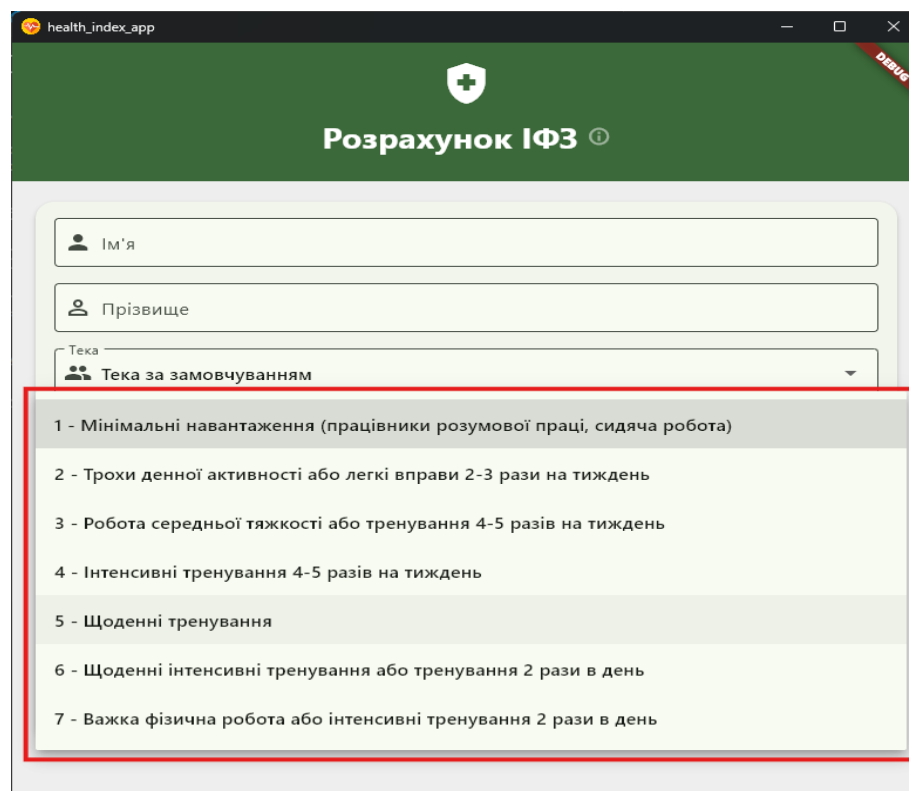 health_index_app
DEBUG
Розрахунок ІФЗ
Ім'я
Прізвище
Тека
Тека за замовчуванням
1 - Мінімальні навантаження (працівники розумової праці, сидяча робота)
2 - Трохи денної активності або легкі вправи 2-3 рази на тиждень
3 - Робота середньої тяжкості або тренування 4-5 разів на тиждень
4 - Інтенсивні тренування 4-5 разів на тиждень
5 - Щоденні тренування
6 - Щоденні інтенсивні тренування або тренування 2 рази в день
7 - Важка фізична робота або інтенсивні тренування 2 рази в день